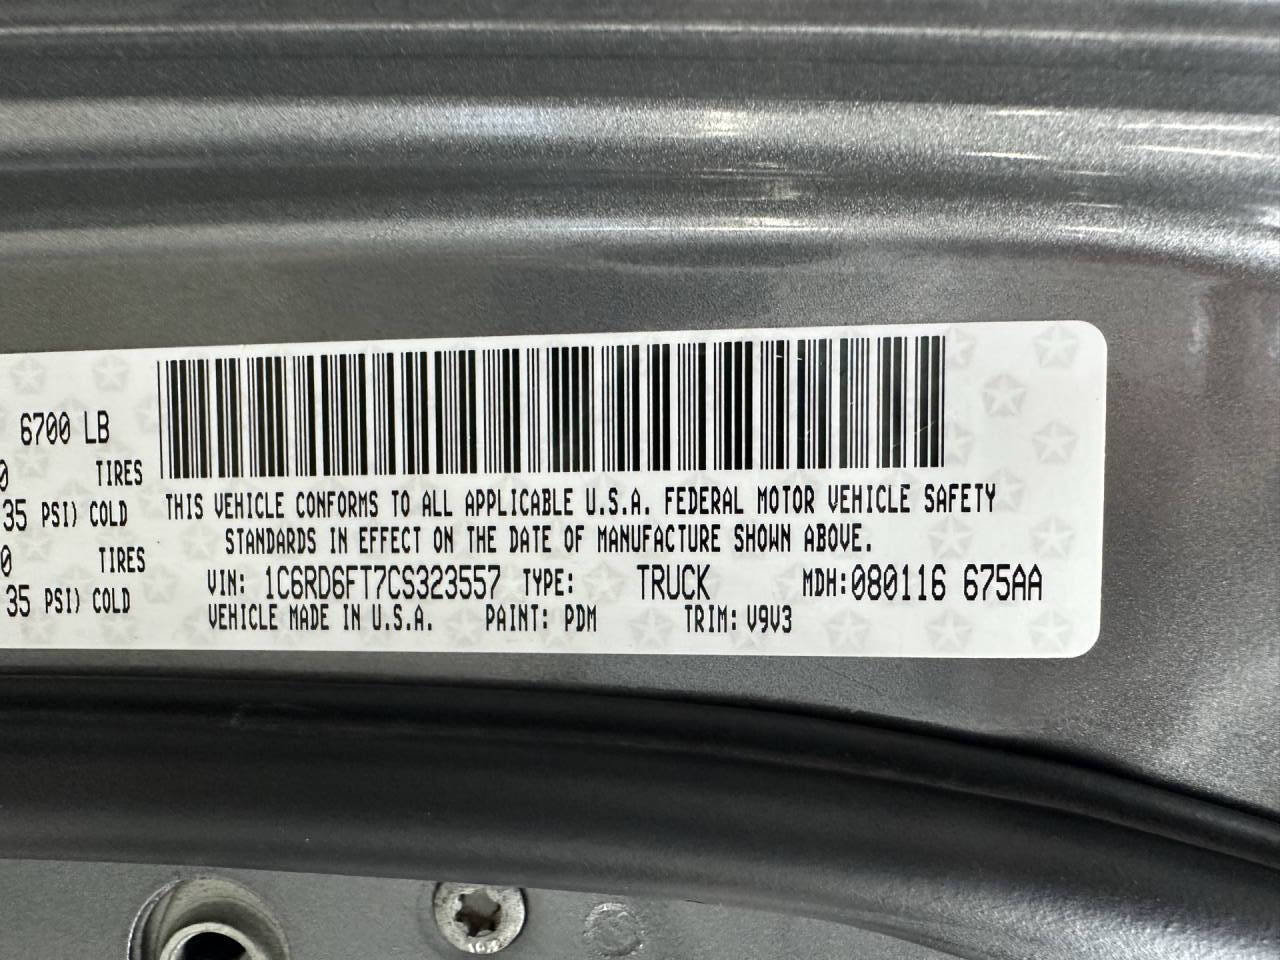 6700 LB
0 TIRES
35 PSI) COLD
0 TIRES
35 PSI) COLD
THIS VEHICLE CONFORMS TO ALL APPLICABLE U.S.A. FEDERAL MOTOR VEHICLE SAFETY
STANDARDS IN EFFECT ON THE DATE OF MANUFACTURE SHOWN ABOVE.
VIN: 1C6RD6FT7CS323557 TYPE: TRUCK MDH:080116 675AA
VEHICLE MADE IN U.S.A. PAINT: PDM TRIM: V9V3